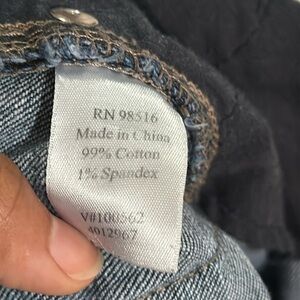 RN 98516
Made in China
99% Cotton
1% Spandex
V#100562
4012967